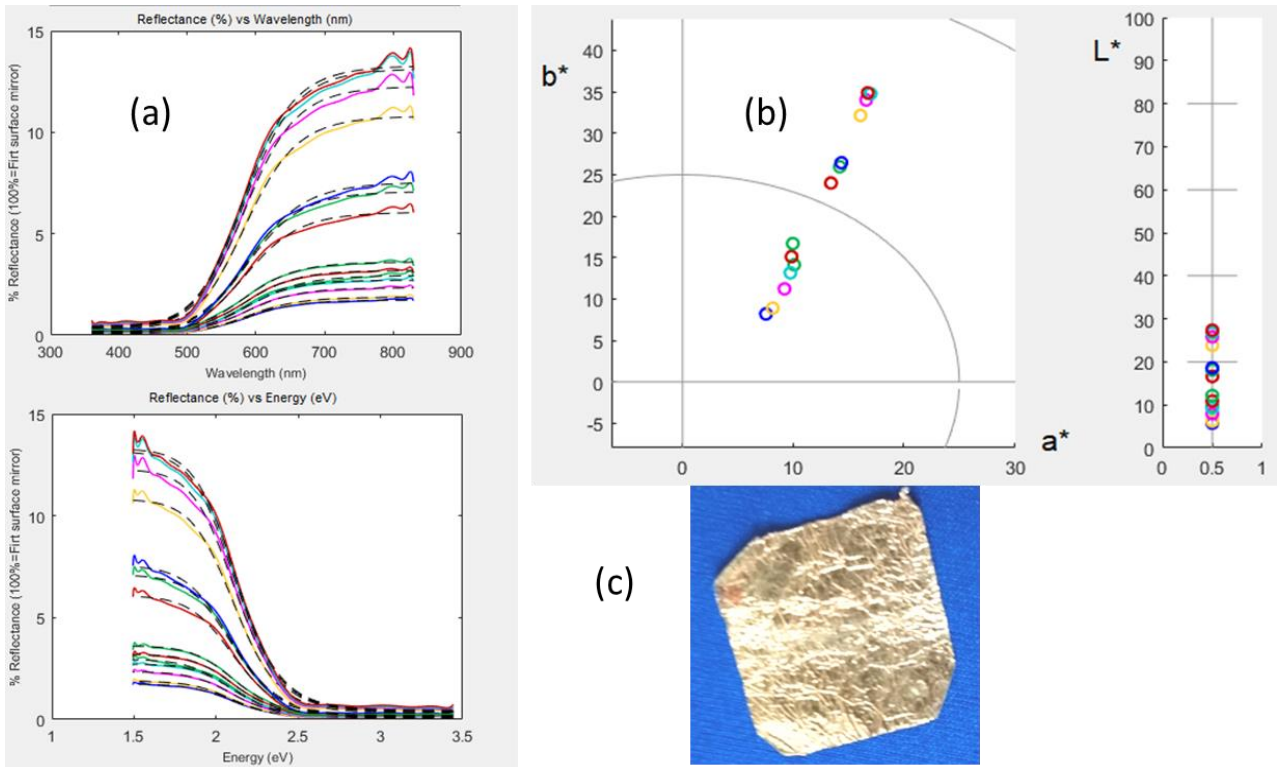 Reflectance (%) vs Wavelength (nm)
% Reflectance (100%=Firt surface mirror)
15
10
5
0
300 400 500 600 700 800 900
Wavelength (nm)
(a)
Reflectance (%) vs Energy (eV)
% Reflectance (100%=Firt surface mirror)
15
10
5
0
1 1.5 2 2.5 3 3.5
Energy (eV)
b*
40
35
30
25
20
15
10
5
0
-5
0 10 20 30
a*
(b)
L*
100
90
80
70
60
50
40
30
20
10
0
0 0.5 1
(c)